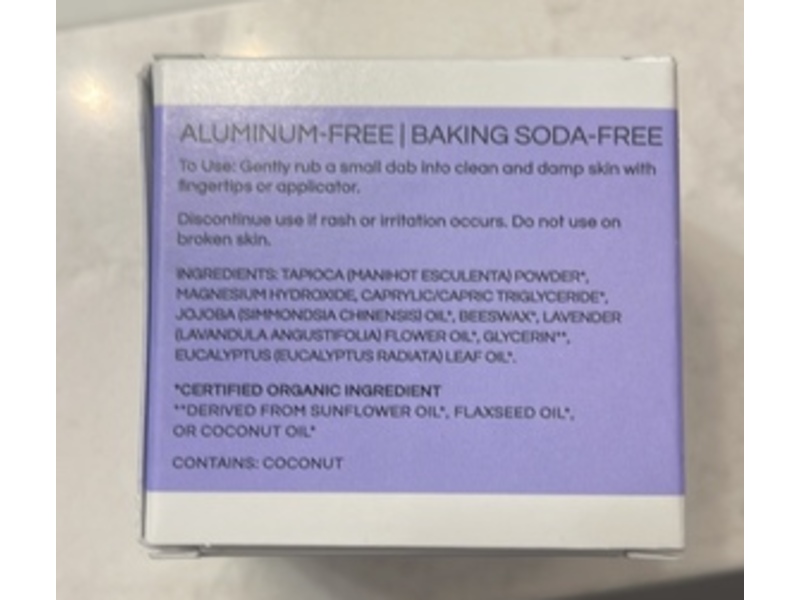 ALUMINUM-FREE | BAKING SODA-FREE
To Use: Gently rub a small dab into clean and damp skin with
fingertips or applicator.
Discontinue use if rash or irritation occurs. Do not use on
broken skin.
INGREDIENTS: TAPIOCA (MANIHOT ESCULENTA) POWDER*,
MAGNESIUM HYDROXIDE, CAPRYLIC/CAPRIC TRIGLYCERIDE*,
JOJOBA (SIMMONDSIA CHINENSIS) OIL*, BEESWAX*, LAVENDER
(LAVANDULA ANGUSTIFOLIA) FLOWER OIL*, GLYCERIN**,
EUCALYPTUS (EUCALYPTUS RADIATA) LEAF OIL*.
*CERTIFIED ORGANIC INGREDIENT
**DERIVED FROM SUNFLOWER OIL*, FLAXSEED OIL*,
OR COCONUT OIL*
CONTAINS: COCONUT